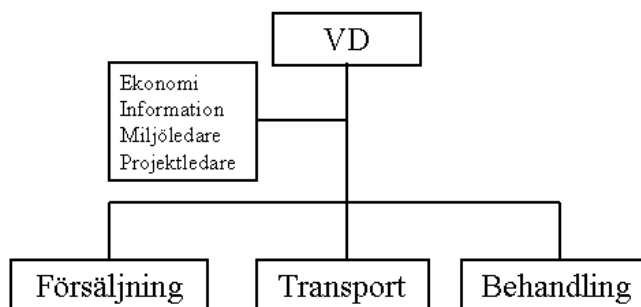 VD
Ekonomi
Information
Miljöledare
Projektledare
Försäljning
Transport
Behandling